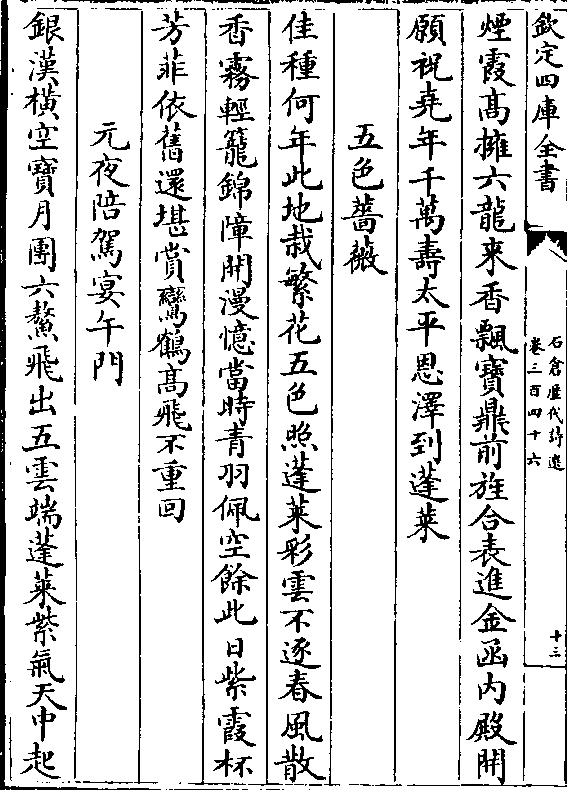 欽定四庫全書
石倉歷代詩選
卷三百四十六
十三
煙霞髙擁六龍來香飄寶鼎前旌合表進金函内殿開
願祝堯年千萬壽太平恩澤到蓬萊
五色薔薇
佳種何年此地栽繁花五色照蓬萊彩雲不逐春風散
香霧輕籠錦障開漫憶當時青羽佩空餘此日紫霞杯
芳菲依舊還堪賞鸞鶴髙飛不重回
元夜陪駕宴午門
銀漢橫空寶月團六鰲飛出五雲端蓬萊紫氣天中起